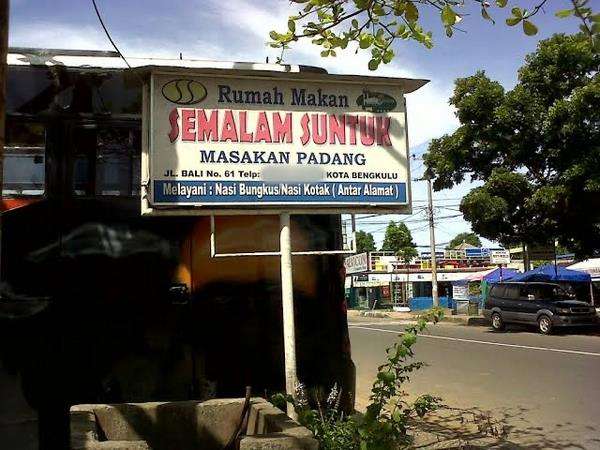 SS Rumah Makan
SEMALAM SUNTUK
MASAKAN PADANG
JL. BALI No. 61 Telp: KOTA BENGKULU
Melayani : Nasi Bungkus/Nasi Kotak ( Antar Alamat )